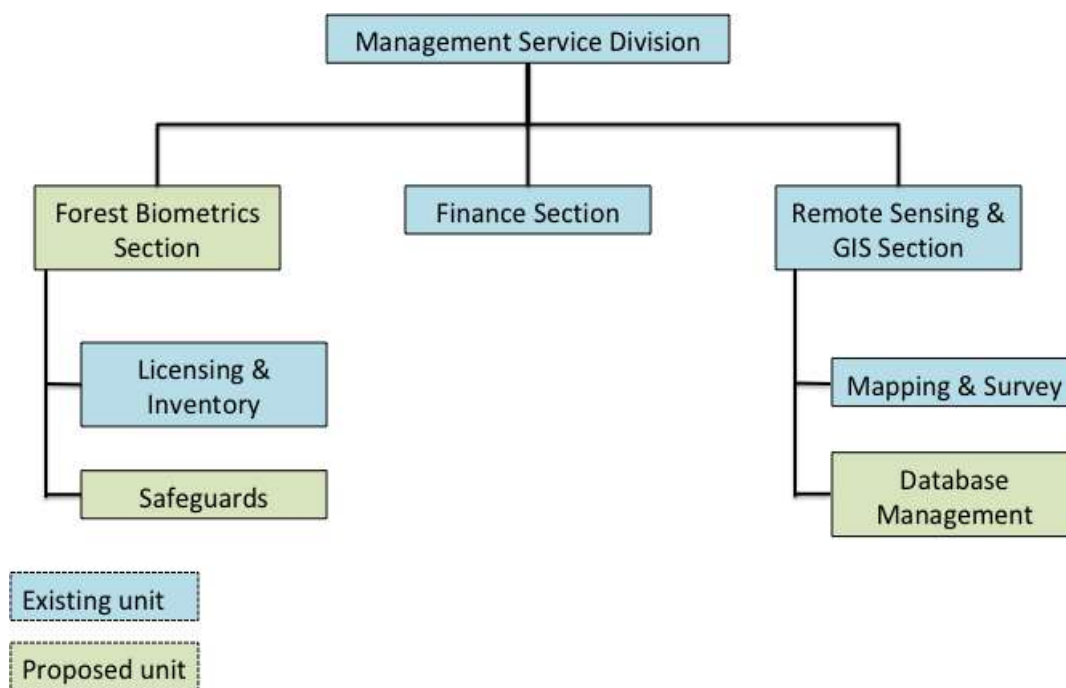 Management Service Division
Forest Biometrics
Section
Finance Section
Remote Sensing &
GIS Section
Licensing &
Inventory
Mapping & Survey
Safeguards
Database
Management
Existing unit
Proposed unit